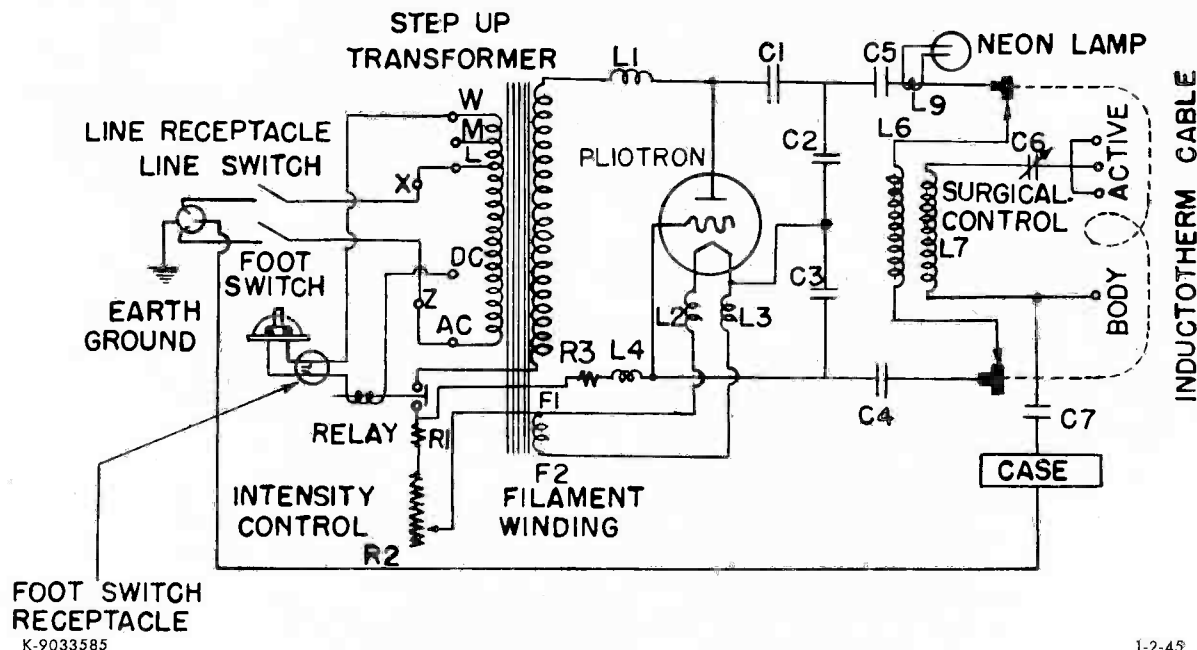 STEP UP
TRANSFORMER
L1
C1
C5
NEON LAMP
L9
W
M
L
LINE RECEPTACLE
LINE SWITCH
X
PLIOTRON
C2
L6
C6
ACTIVE
SURGICAL
CONTROL
L7
INDUCTOTHERM CABLE
FOOT
SWITCH
DC
Z
AC
C3
BODY
EARTH
GROUND
L2
L3
R3
L4
F1
C4
C7
RELAY
R1
CASE
F2
FILAMENT
WINDING
INTENSITY
CONTROL
R2
FOOT SWITCH
RECEPTACLE
K-9033585
1-2-45